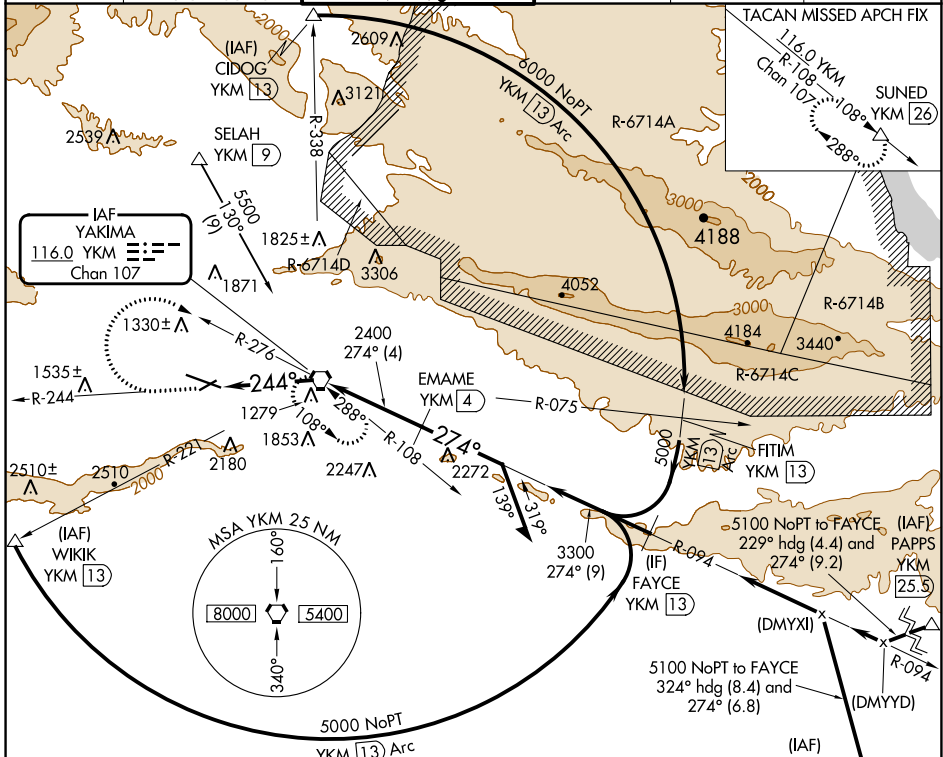 TACAN MISSED APCH FIX
116.0 YKM
R-108
Chan 107
108°
288°
SUNED
YKM 26
2000
(IAF)
CIDOG
YKM 13
2609
3121
6000 NoPT
YKM 13 Arc
R-6714A
2539
SELAH
YKM 9
R-338
5500
130°
(9)
2000
3000
4188
IAF
YAKIMA
116.0 YKM
Chan 107
1825±
R-6714D
3306
1871
4052
3000
R-6714B
4184
3440
R-6714C
1330±
R-276
2400
274° (4)
EMAME
YKM 4
R-075
1535±
R-244
244°
1279
288°
108°
R-108
274°
1853
2247
2272
5000
YKM 13 Arc
N
FITIM
YKM 13
2510±
2510
2000
R-221
2180
139°
319°
(IAF)
WIKIK
YKM 13
MSA YKM 25 NM
160°
8000
5400
340°
3300
274° (9)
(IF)
FAYCE
YKM 13
R-094
5100 NoPT to FAYCE
229° hdg (4.4) and
274° (9.2)
(IAF)
PAPPS
YKM
25.5
(DMYXI)
R-094
(DMYYD)
5100 NoPT to FAYCE
324° hdg (8.4) and
274° (6.8)
5000 NoPT
YKM 13 Arc
(IAF)